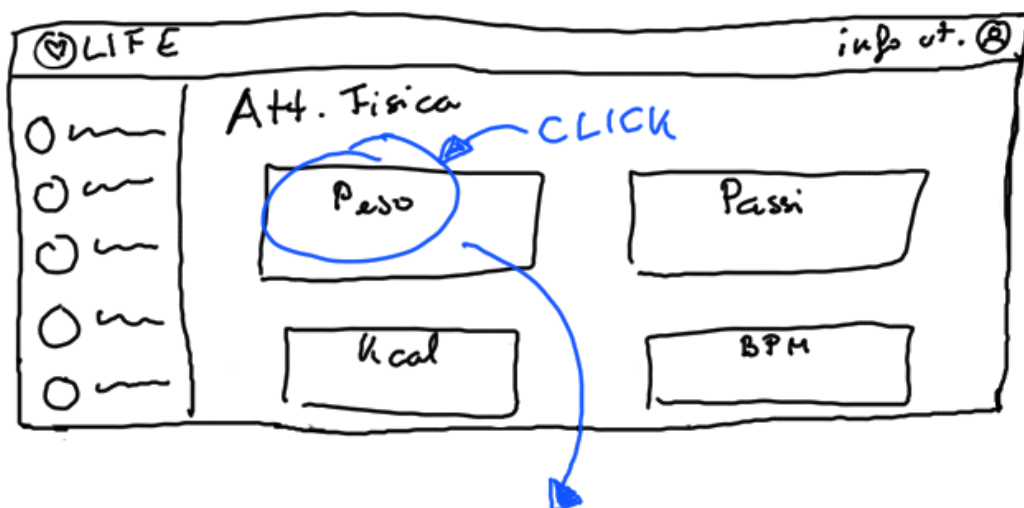 LIFE
info ut.
Att. Fisica
CLICK
Peso
Passi
Kcal
BPM